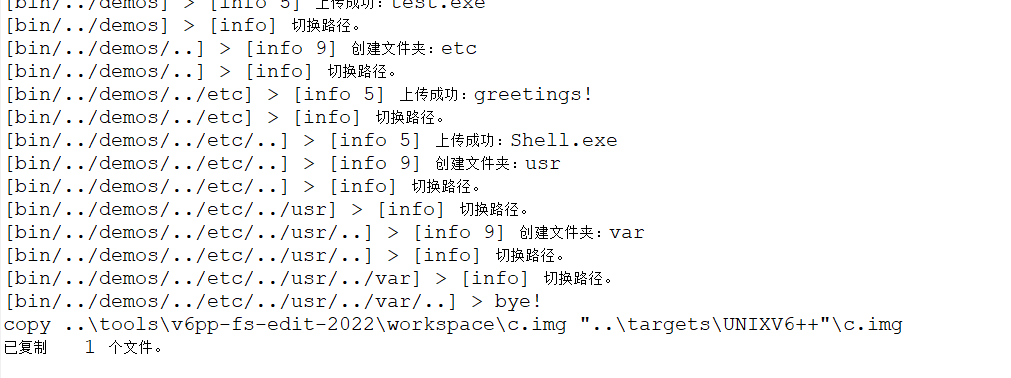 [bin/../demos] > [info 5] 上传成功：test.exe
[bin/../demos] > [info] 切换路径。
[bin/../demos/..] > [info 9] 创建文件夹：etc
[bin/../demos/..] > [info] 切换路径。
[bin/../demos/../etc] > [info 5] 上传成功：greetings!
[bin/../demos/../etc] > [info] 切换路径。
[bin/../demos/../etc/..] > [info 5] 上传成功：Shell.exe
[bin/../demos/../etc/..] > [info 9] 创建文件夹：usr
[bin/../demos/../etc/..] > [info] 切换路径。
[bin/../demos/../etc/../usr] > [info] 切换路径。
[bin/../demos/../etc/../usr/..] > [info 9] 创建文件夹：var
[bin/../demos/../etc/../usr/..] > [info] 切换路径。
[bin/../demos/../etc/../usr/../var] > [info] 切换路径。
[bin/../demos/../etc/../usr/../var/..] > bye!
copy ..\tools\v6pp-fs-edit-2022\workspace\c.img "..\targets\UNIXV6++"\c.img
已复制 1 个文件。